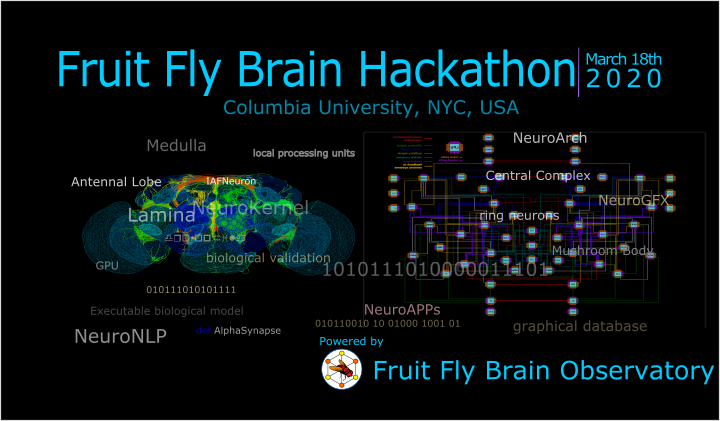 Fruit Fly Brain Hackathon
March 18th
2020
Columbia University, NYC, USA
Medulla
local processing units
NeuroArch
Antennal Lobe
IAFNeuron
Central Complex
Lamina
NeuroKernel
NeuroGFX
ring neurons
GPU
biological validation
Mushroom Body
1010111010000011101
010111010101111
Executable biological model
NeuroAPPs
010110010 10 01000 1001 01
graphical database
NeuroNLP
def AlphaSynapse
Powered by
Fruit Fly Brain Observatory